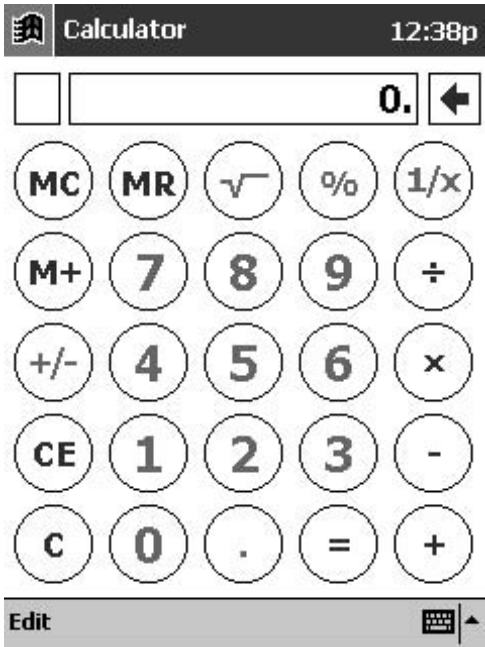 Calculator 12:38p
0.
MC MR √ % 1/x
M+ 7 8 9 ÷
+/- 4 5 6 ×
CE 1 2 3 -
C 0 . = +
Edit